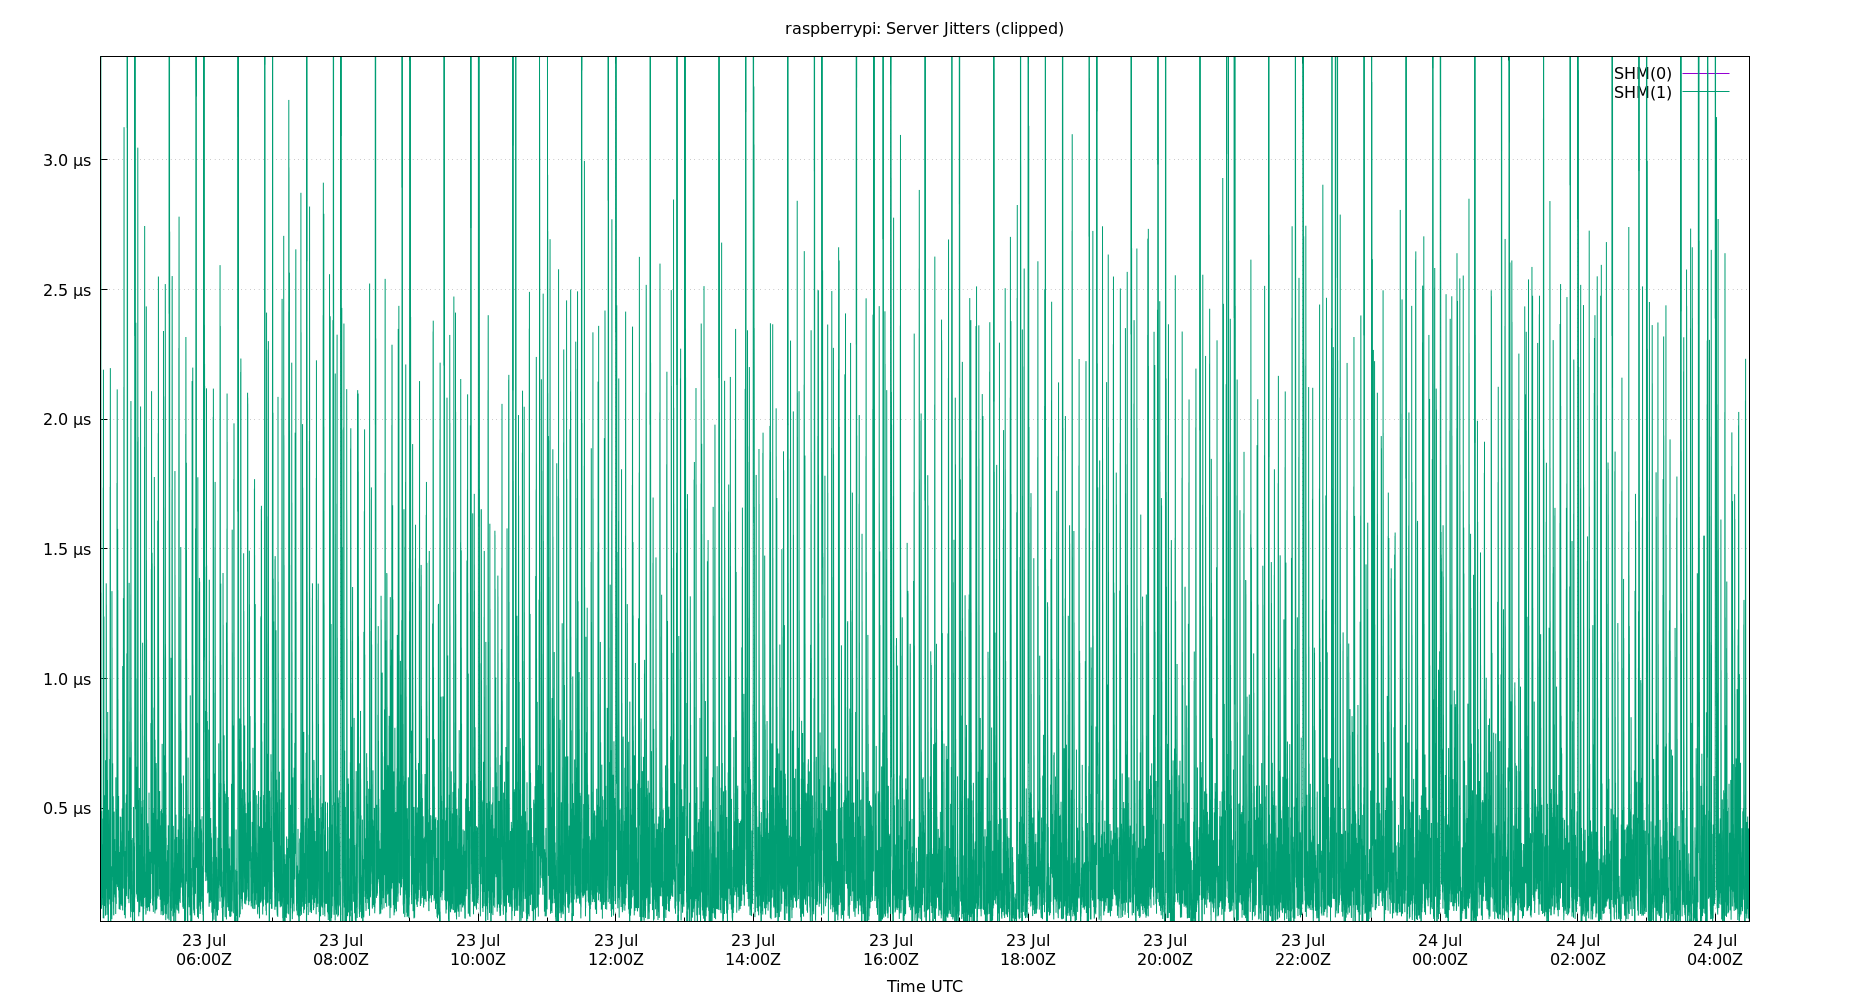 raspberrypi: Server Jitters (clipped)
SHM(0)
SHM(1)
3.0 µs
2.5 µs
2.0 µs
1.5 µs
1.0 µs
0.5 µs
23 Jul 23 Jul 23 Jul 23 Jul 23 Jul 23 Jul 23 Jul 23 Jul 23 Jul 24 Jul 24 Jul 24 Jul
06:00Z 08:00Z 10:00Z 12:00Z 14:00Z 16:00Z 18:00Z 20:00Z 22:00Z 00:00Z 02:00Z 04:00Z
Time UTC